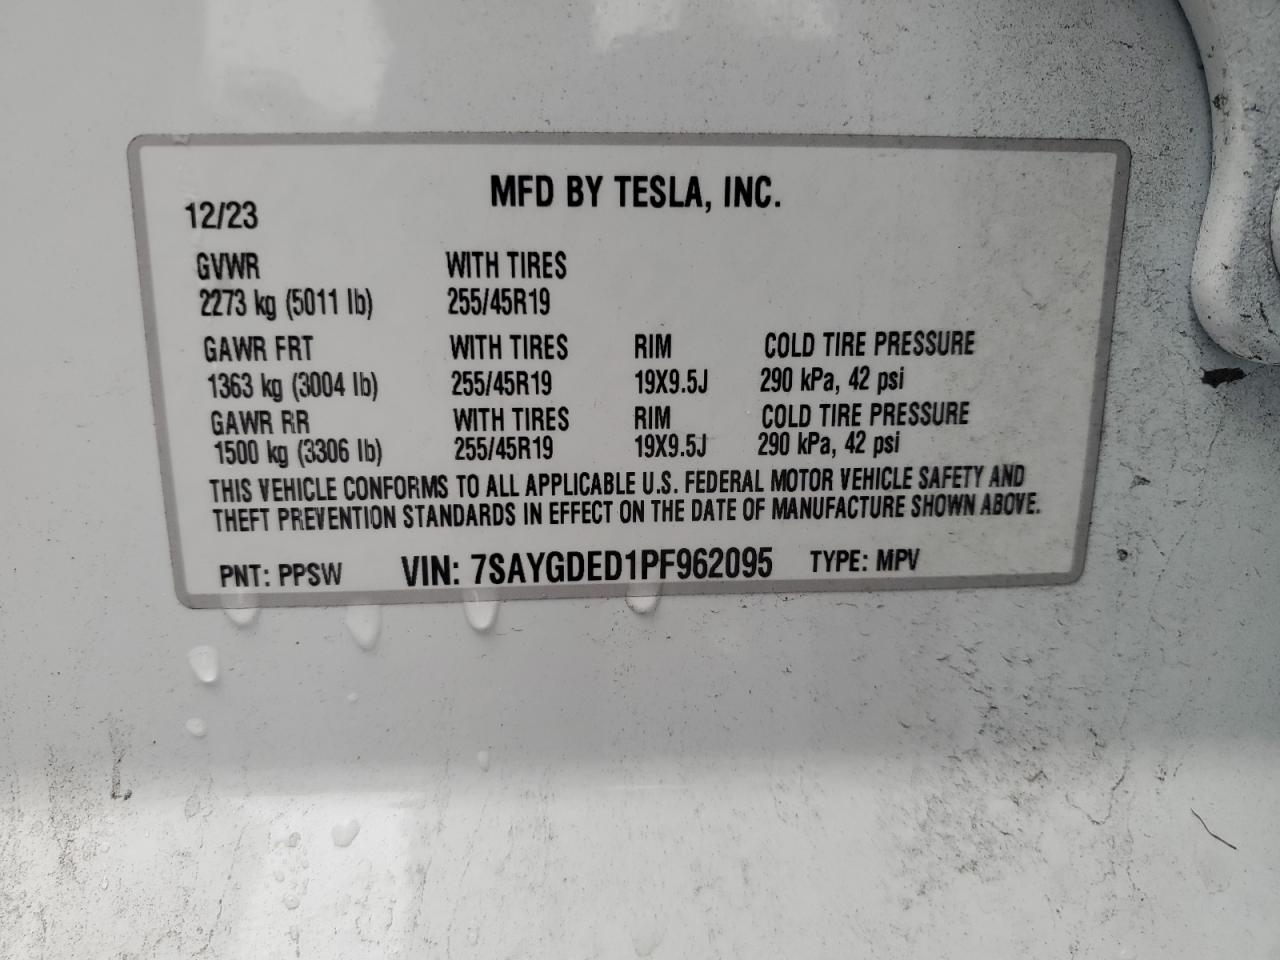 MFD BY TESLA, INC.
12/23
GVWR WITH TIRES
2273 kg (5011 lb) 255/45R19
GAWR FRT WITH TIRES RIM COLD TIRE PRESSURE
1363 kg (3004 lb) 255/45R19 19X9.5J 290 kPa, 42 psi
GAWR RR WITH TIRES RIM COLD TIRE PRESSURE
1500 kg (3306 lb) 255/45R19 19X9.5J 290 kPa, 42 psi
THIS VEHICLE CONFORMS TO ALL APPLICABLE U.S. FEDERAL MOTOR VEHICLE SAFETY AND
THEFT PREVENTION STANDARDS IN EFFECT ON THE DATE OF MANUFACTURE SHOWN ABOVE.
PNT: PPSW VIN: 7SAYGDED1PF962095 TYPE: MPV